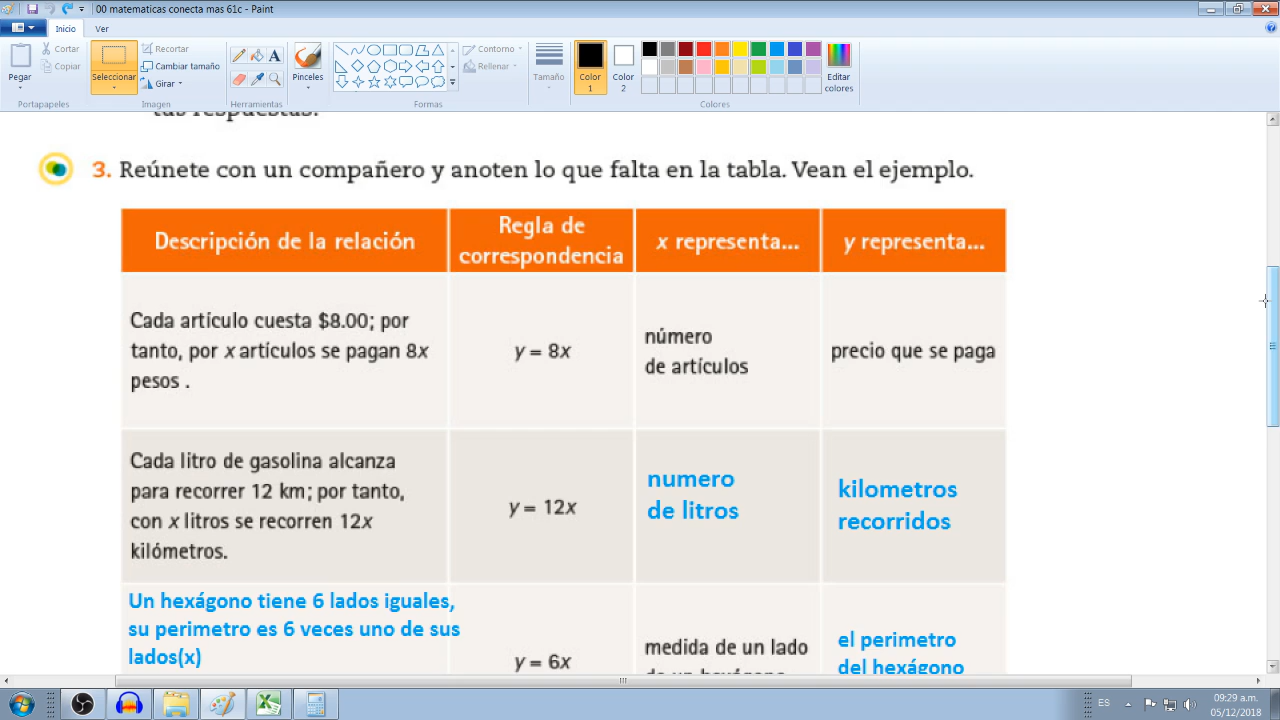 00 matematicas conecta mas 61c - Paint
Inicio
Ver
Pegar
Cortar
Copiar
Portapapeles
Seleccionar
Recortar
Cambiar tamaño
Girar
Imagen
A
Herramientas
Pinceles
Contorno
Rellenar
Formas
Tamaño
Color
1
Color
2
Editar
colores
Colores
tus respuestas.
3. Reúnete con un compañero y anoten lo que falta en la tabla. Vean el ejemplo.
Descripción de la relación
Regla de
correspondencia
x representa...
y representa...
Cada artículo cuesta $8.00; por
tanto, por x artículos se pagan 8x
pesos .
y = 8x
número
de artículos
precio que se paga
Cada litro de gasolina alcanza
para recorrer 12 km; por tanto,
con x litros se recorren 12x
kilómetros.
y = 12x
numero
de litros
kilometros
recorridos
Un hexágono tiene 6 lados iguales,
su perimetro es 6 veces uno de sus
lados(x)
y = 6x
medida de un lado
de un hexágono
el perimetro
del hexágono
ES
09:29 a.m.
05/12/2018